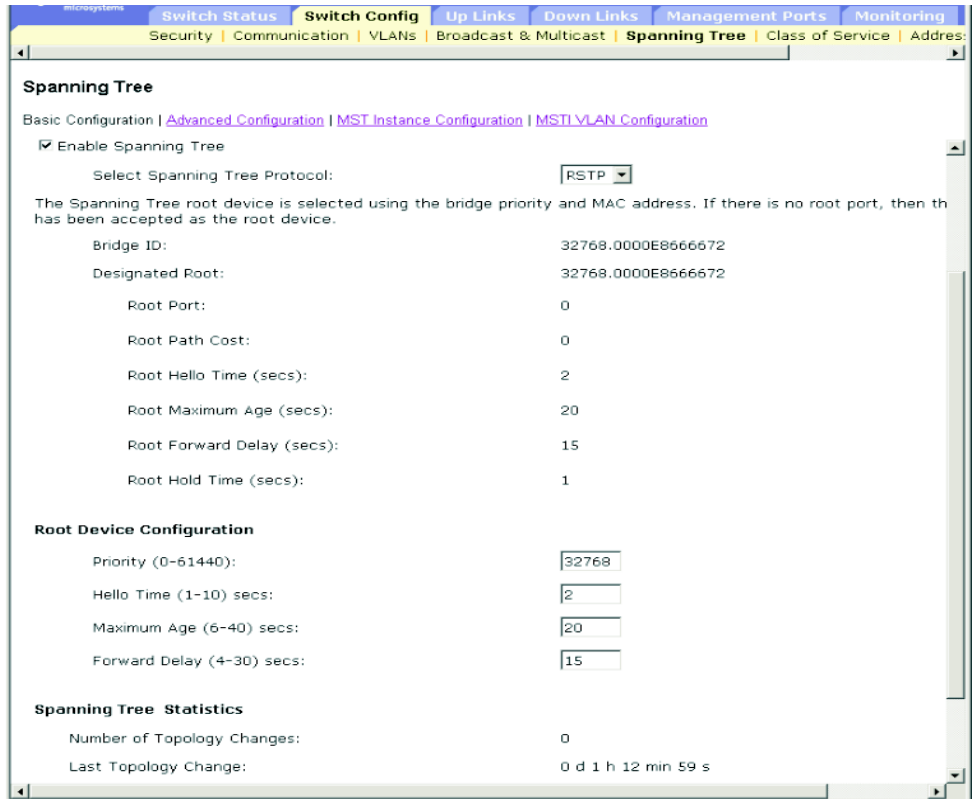 microsystems
Switch Status Switch Config Up Links Down Links Management Ports Monitoring
Security | Communication | VLANs | Broadcast & Multicast | Spanning Tree | Class of Service | Addres
Spanning Tree
Basic Configuration | Advanced Configuration | MST Instance Configuration | MSTI VLAN Configuration
Enable Spanning Tree
Select Spanning Tree Protocol: RSTP
The Spanning Tree root device is selected using the bridge priority and MAC address. If there is no root port, then th
has been accepted as the root device.
Bridge ID: 32768.0000E8666672
Designated Root: 32768.0000E8666672
Root Port: 0
Root Path Cost: 0
Root Hello Time (secs): 2
Root Maximum Age (secs): 20
Root Forward Delay (secs): 15
Root Hold Time (secs): 1
Root Device Configuration
Priority (0-61440): 32768
Hello Time (1-10) secs: 2
Maximum Age (6-40) secs: 20
Forward Delay (4-30) secs: 15
Spanning Tree Statistics
Number of Topology Changes: 0
Last Topology Change: 0 d 1 h 12 min 59 s